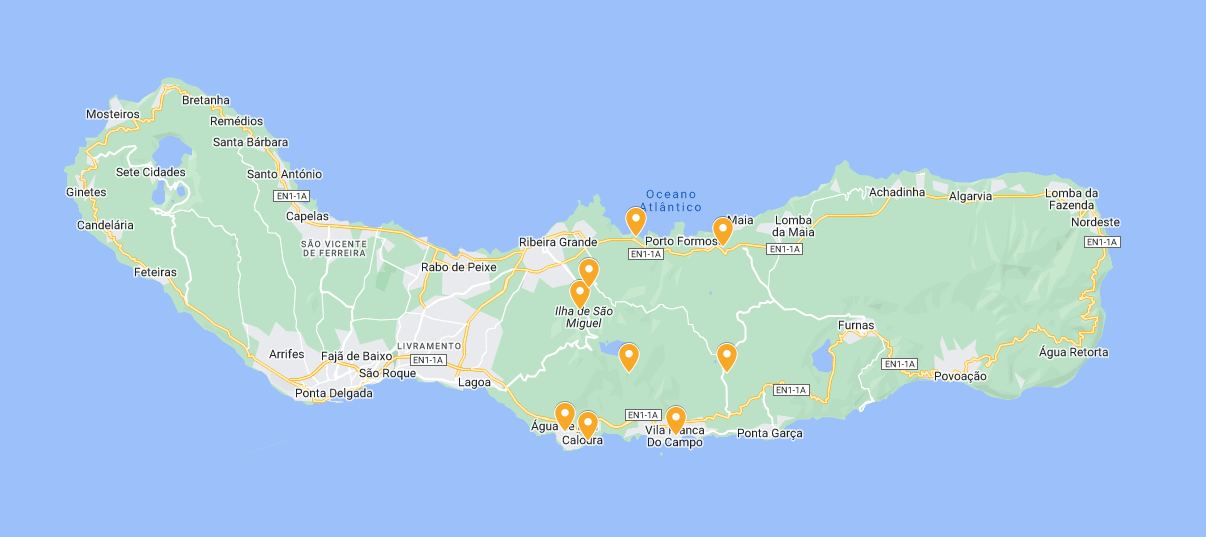 Bretanha
Mosteiros
Remédios
Santa Bárbara
Sete Cidades
Santo António
Ginetes
EN1-1A
Candelária
Capelas
SÃO VICENTE
DE FERREIRA
Feteiras
Rabo de Peixe
Oceano
Atlântico
Ribeira Grande
Porto Formos
EN1-1A
Maia
Lomba
da Maia
EN1-1A
Achadinha
Algarvia
Lomba da
Fazenda
Nordeste
EN1-1A
Ilha de São
Miguel
Furnas
LIVRAMENTO
EN1-1A
Arrifes
Fajã de Baixo
São Roque
Lagoa
Ponta Delgada
EN1-1A
Povoação
Água Retorta
EN1-1A
EN1-1A
Água
Caloura
Vila Franca
Do Campo
Ponta Garça